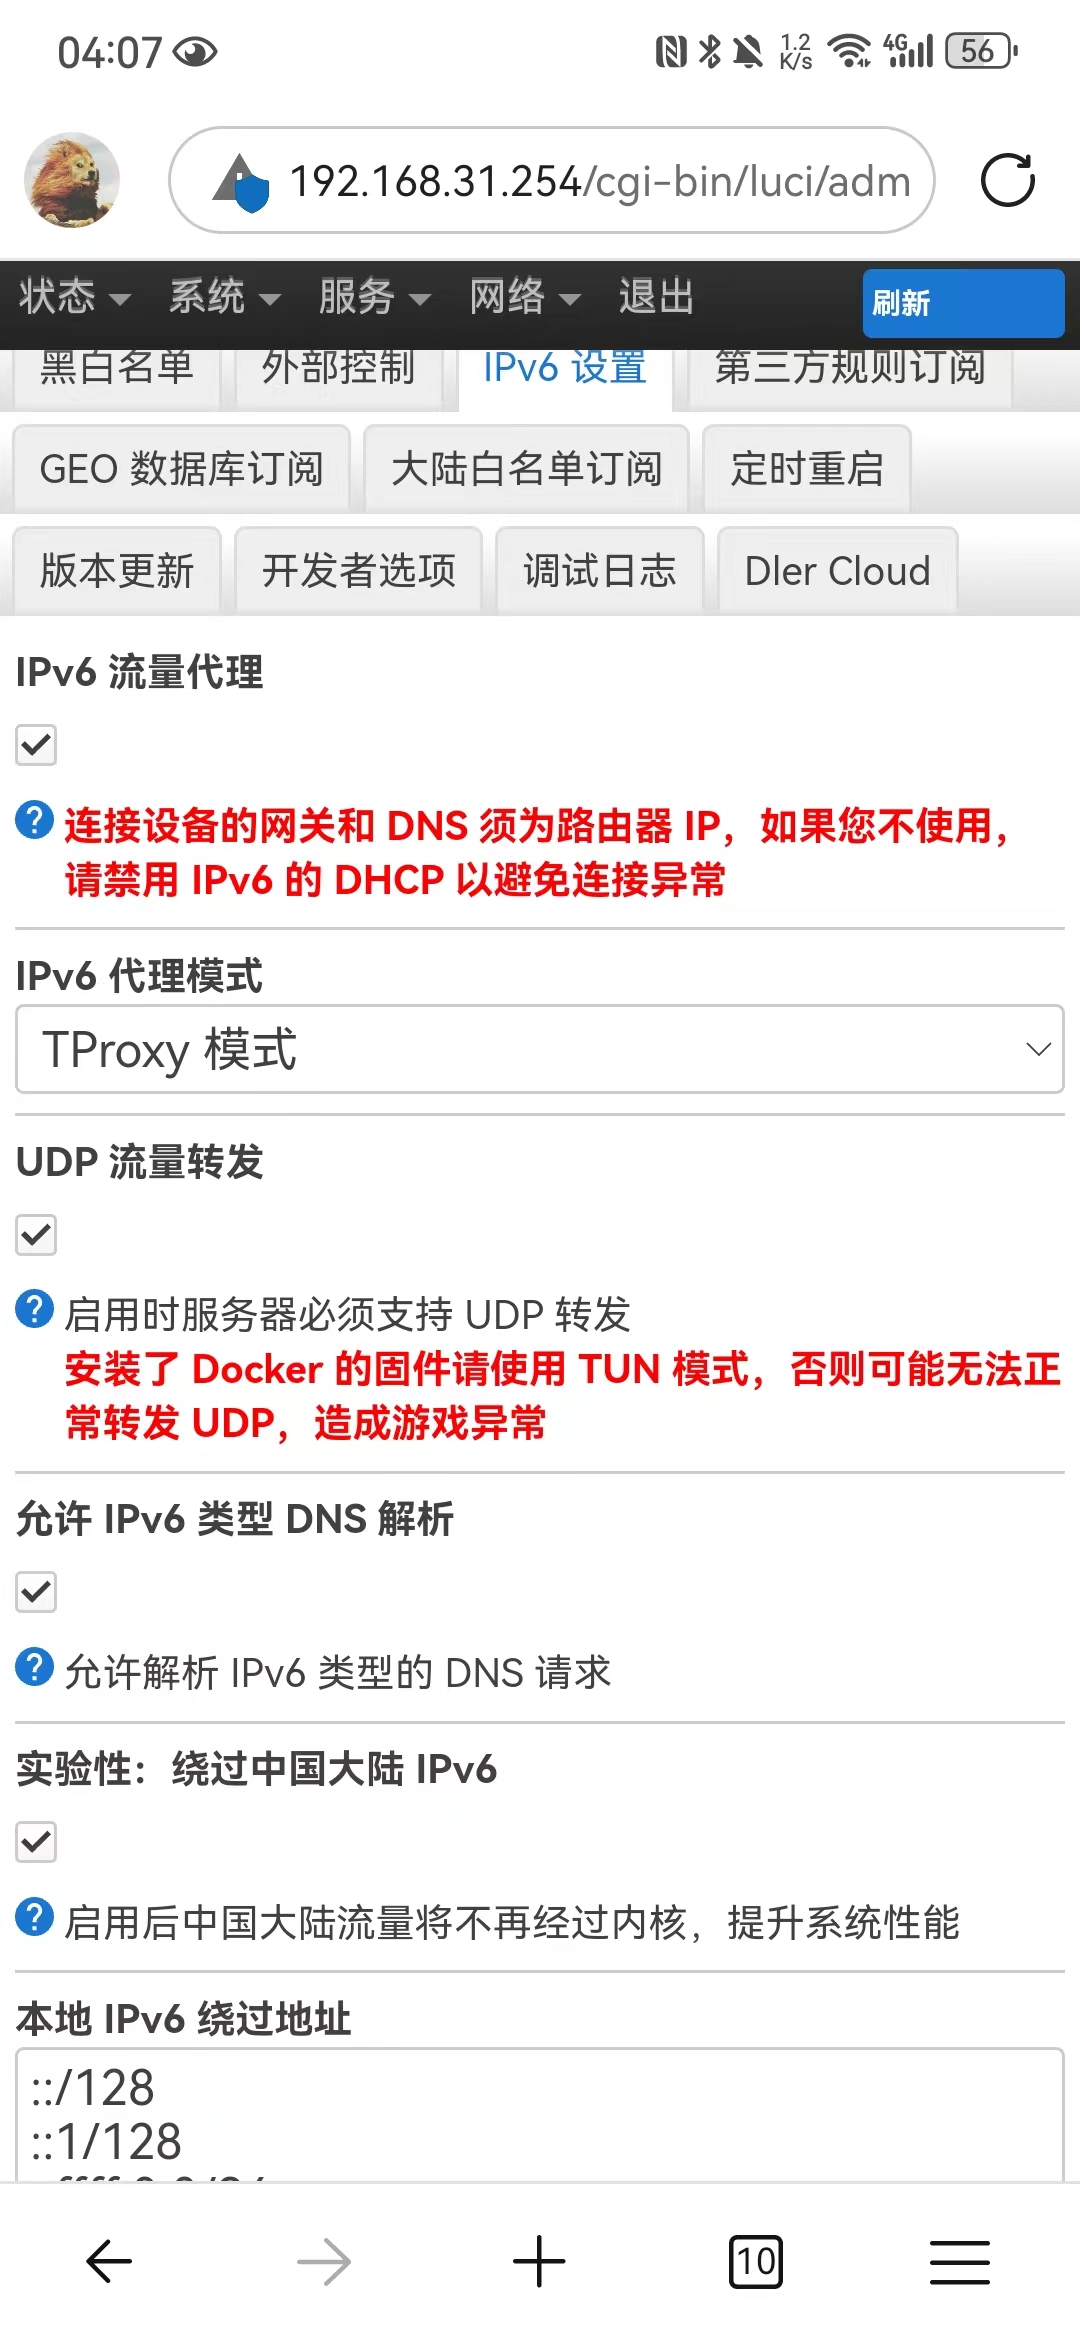 04:07
1.2
K/s
4G
56
192.168.31.254/cgi-bin/luci/adm
状态 系统 服务 网络 退出 刷新
黑白名单 外部控制 IPv6 设置 第三方规则订阅
GEO 数据库订阅 大陆白名单订阅 定时重启
版本更新 开发者选项 调试日志 Dler Cloud
IPv6 流量代理
连接设备的网关和 DNS 须为路由器 IP，如果您不使用，
请禁用 IPv6 的 DHCP 以避免连接异常
IPv6 代理模式
TProxy 模式
UDP 流量转发
启用时服务器必须支持 UDP 转发
安装了 Docker 的固件请使用 TUN 模式，否则可能无法正
常转发 UDP，造成游戏异常
允许 IPv6 类型 DNS 解析
允许解析 IPv6 类型的 DNS 请求
实验性：绕过中国大陆 IPv6
启用后中国大陆流量将不再经过内核，提升系统性能
本地 IPv6 绕过地址
::/128
::1/128
10